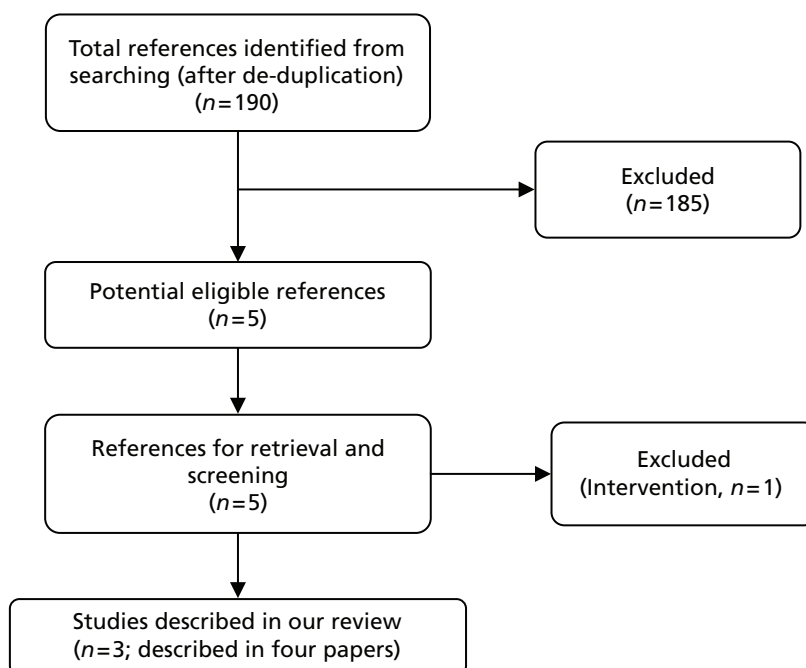 Total references identified from
searching (after de-duplication)
(n=190)
Excluded
(n=185)
Potential eligible references
(n=5)
References for retrieval and
screening
(n=5)
Excluded
(Intervention, n=1)
Studies described in our review
(n=3; described in four papers)